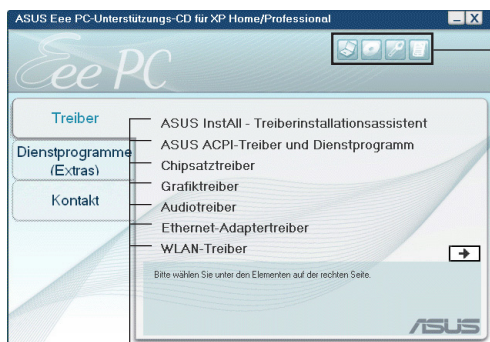 ASUS Eee PC-Unterstützungs-CD für XP Home/Professional
Eee PC
Treiber
Dienstprogramme
(Extras)
Kontakt
ASUS InstAll - Treiberinstallationsassistent
ASUS ACPI-Treiber und Dienstprogramm
Chipsatztreiber
Grafiktreiber
Audiotreiber
Ethernet-Adaptertreiber
WLAN-Treiber
Bitte wählen Sie unter den Elementen auf der rechten Seite.
ASUS